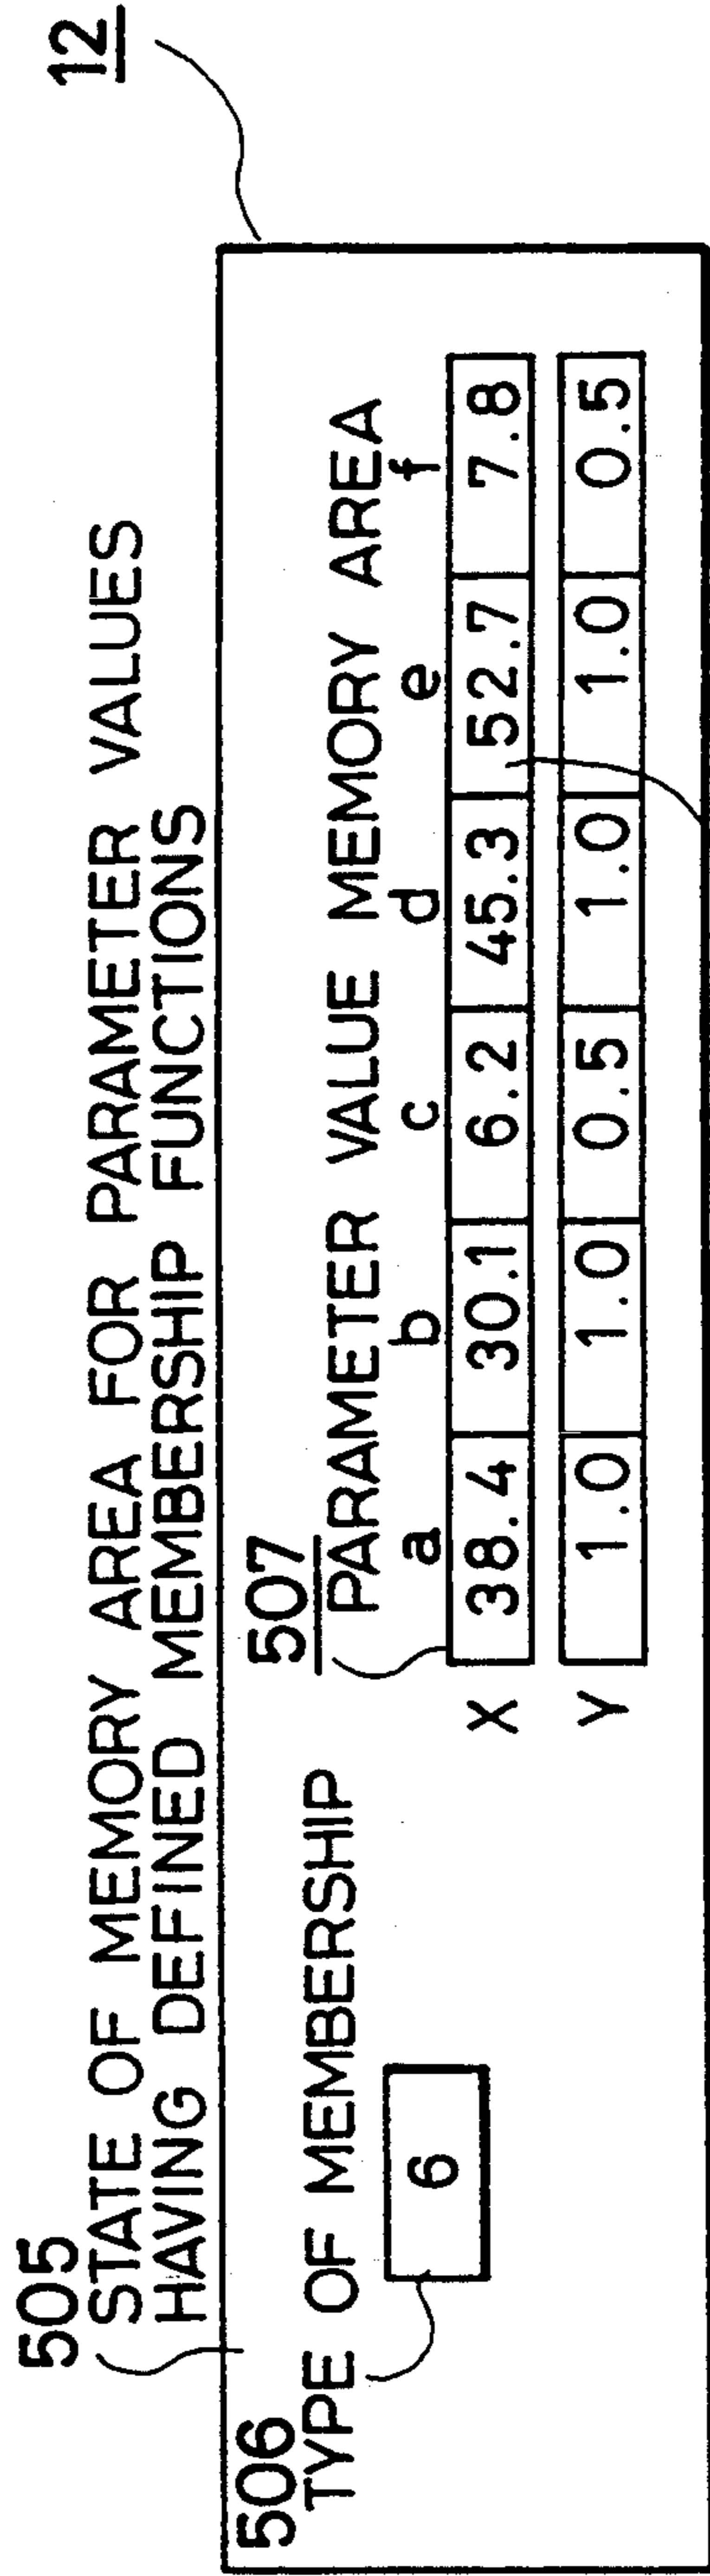 12
505
STATE OF MEMORY AREA FOR PARAMETER VALUES
HAVING DEFINED MEMBERSHIP FUNCTIONS
506
TYPE OF MEMBERSHIP
6
507
PARAMETER VALUE MEMORY AREA
a b c d e f
X 38.4 30.1 6.2 45.3 52.7 7.8
Y 1.0 1.0 0.5 1.0 1.0 0.5